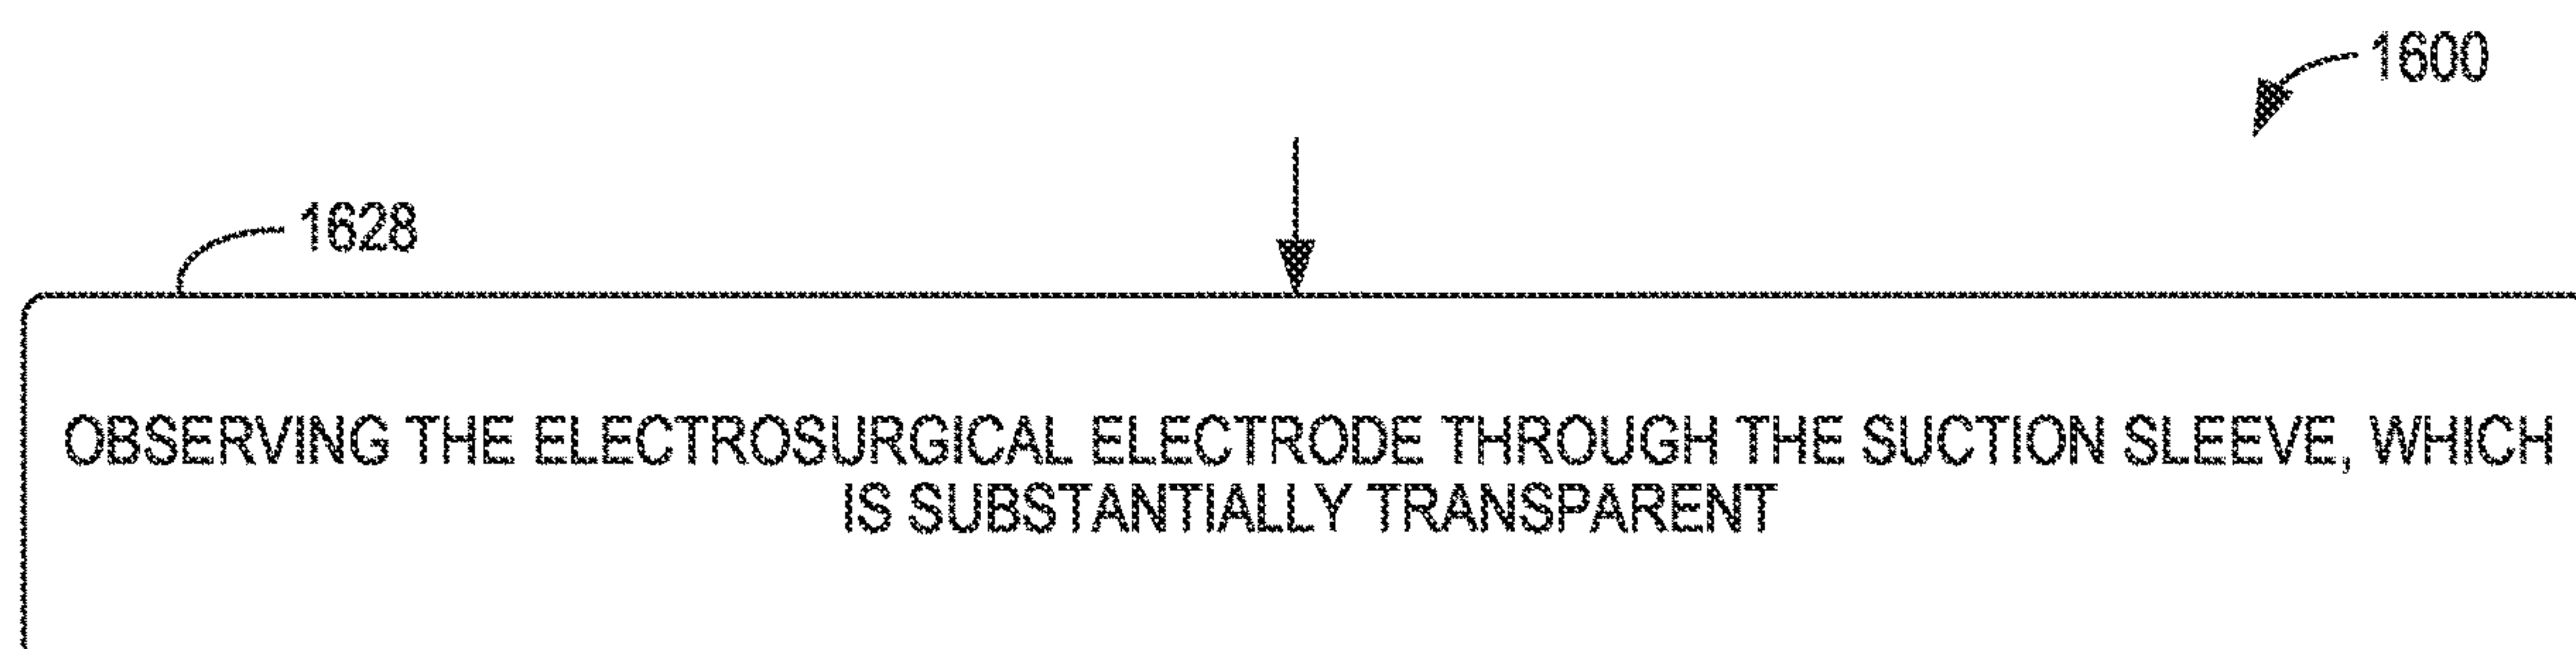 1600
1628
OBSERVING THE ELECTROSURGICAL ELECTRODE THROUGH THE SUCTION SLEEVE, WHICH
IS SUBSTANTIALLY TRANSPARENT